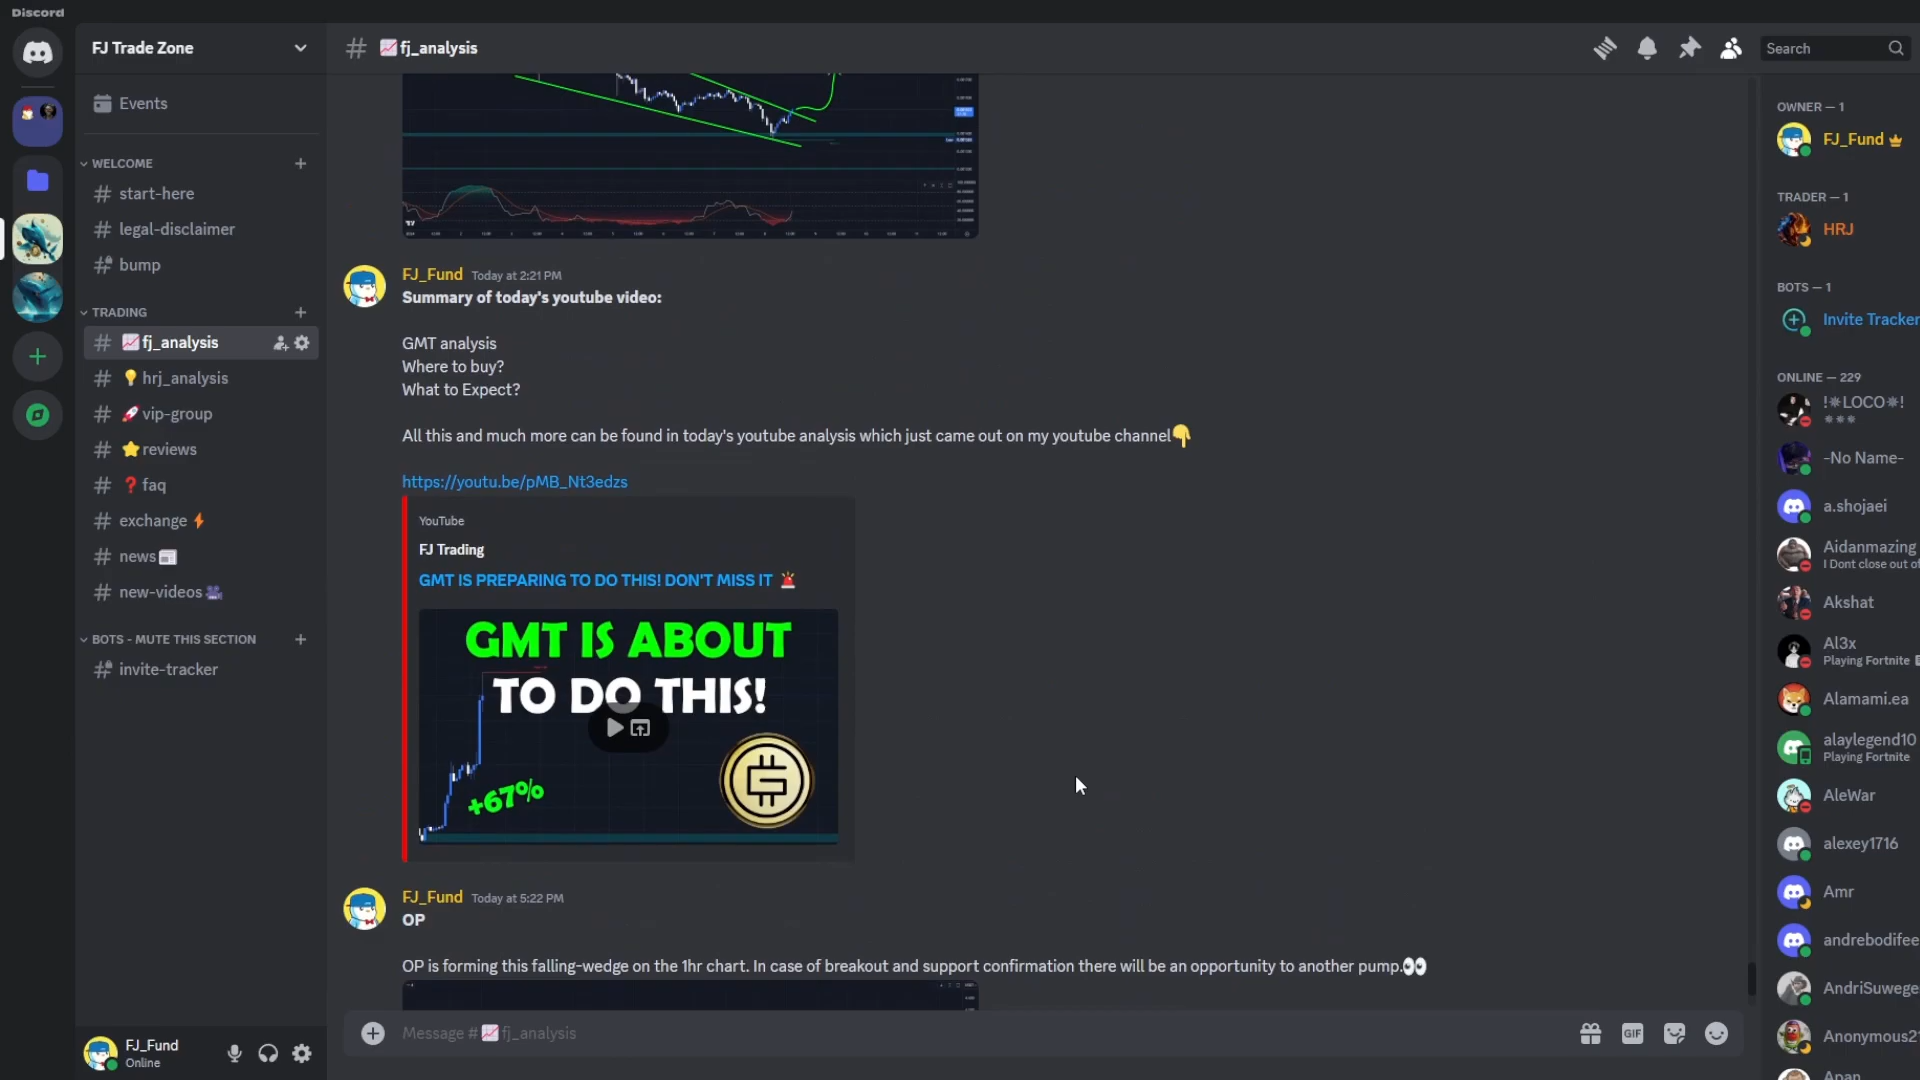 Discord
FJ Trade Zone
Events
WELCOME
start-here
legal-disclaimer
bump
TRADING
fj_analysis
hrj_analysis
vip-group
reviews
faq
exchange
news
new-videos
BOTS - MUTE THIS SECTION
invite-tracker
FJ_Fund
Online
fj_analysis
Search
FJ_Fund Today at 2:21 PM
Summary of today's youtube video:
GMT analysis
Where to buy?
What to Expect?
All this and much more can be found in today's youtube analysis which just came out on my youtube channel👇
https://youtu.be/pMB_Nt3edzs
YouTube
FJ Trading
GMT IS PREPARING TO DO THIS! DON'T MISS IT 🚨
GMT IS ABOUT
TO DO THIS!
+67%
FJ_Fund Today at 5:22 PM
OP
OP is forming this falling-wedge on the 1hr chart. In case of breakout and support confirmation there will be an opportunity to another pump.👀
Message #📈fj_analysis
GIF
OWNER — 1
FJ_Fund
TRADER — 1
HRJ
BOTS — 1
Invite Tracker
ONLINE — 229
!✵LOCO✵!
✵✵✵
-No Name-
a.shojaei
Aidanmazing
I Dont close out of
Akshat
Al3x
Playing Fortnite
Alamami.ea
alaylegend10
Playing Fortnite
AleWar
alexey1716
Amr
andrebodifee
AndriSuwege
Anonymous21